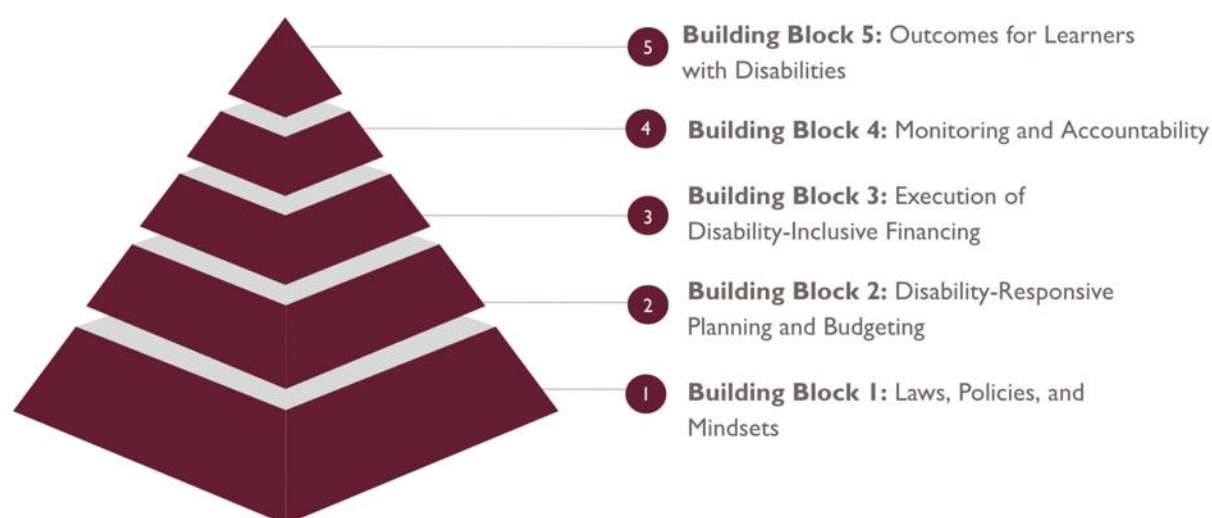 5
Building Block 5: Outcomes for Learners
with Disabilities
4
Building Block 4: Monitoring and Accountability
3
Building Block 3: Execution of
Disability-Inclusive Financing
2
Building Block 2: Disability-Responsive
Planning and Budgeting
1
Building Block 1: Laws, Policies, and
Mindsets